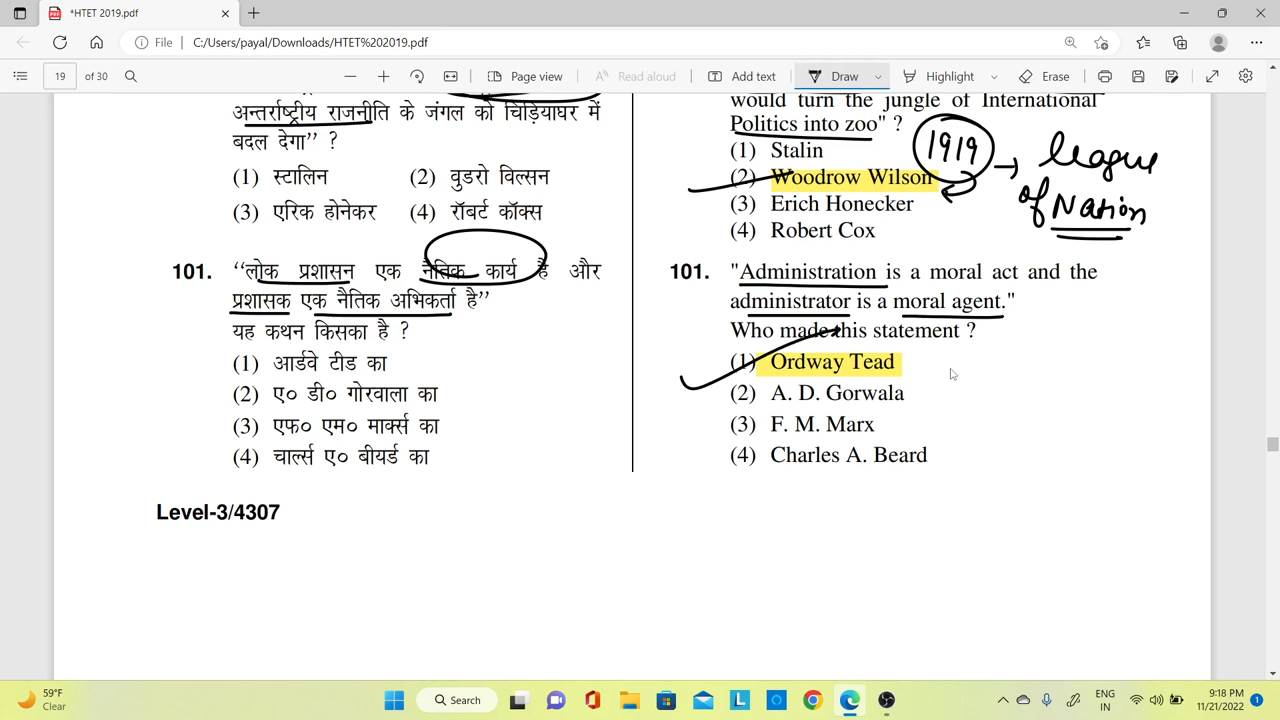 *HTET 2019.pdf
File
C:/Users/payal/Downloads/HTET%202019.pdf
19
of 30
Page view
Read aloud
Add text
Draw
Highlight
Erase
अन्तर्राष्ट्रीय राजनीति के जंगल को चिड़ियाघर में
बदल देगा’’ ?
(1) स्टालिन (2) वुडरो विल्सन
(3) एरिक होनेकर (4) रॉबर्ट कॉक्स
101. ‘‘लोक प्रशासन एक नैतिक कार्य है और
प्रशासक एक नैतिक अभिकर्ता है’’
यह कथन किसका है ?
(1) आर्डवे टीड का
(2) ए० डी० गोरवाला का
(3) एफ० एम० मार्क्स का
(4) चार्ल्स ए० बीयर्ड का
Level-3/4307
would turn the jungle of International
Politics into zoo" ?
(1) Stalin
(2) Woodrow Wilson
(3) Erich Honecker
(4) Robert Cox
1919 → League
of Nation
101. "Administration is a moral act and the
administrator is a moral agent."
Who made this statement ?
(1) Ordway Tead
(2) A. D. Gorwala
(3) F. M. Marx
(4) Charles A. Beard
59°F
Clear
Search
ENG
IN
9:18 PM
11/21/2022